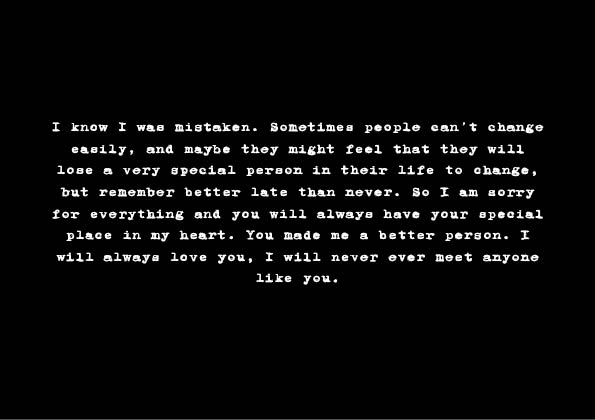 I know I was mistaken. Sometimes people can't change
easily, and maybe they might feel that they will
lose a very special person in their life to change,
but remember better late than never. So I am sorry
for everything and you will always have your special
place in my heart. You made me a better person. I
will always love you, I will never ever meet anyone
like you.